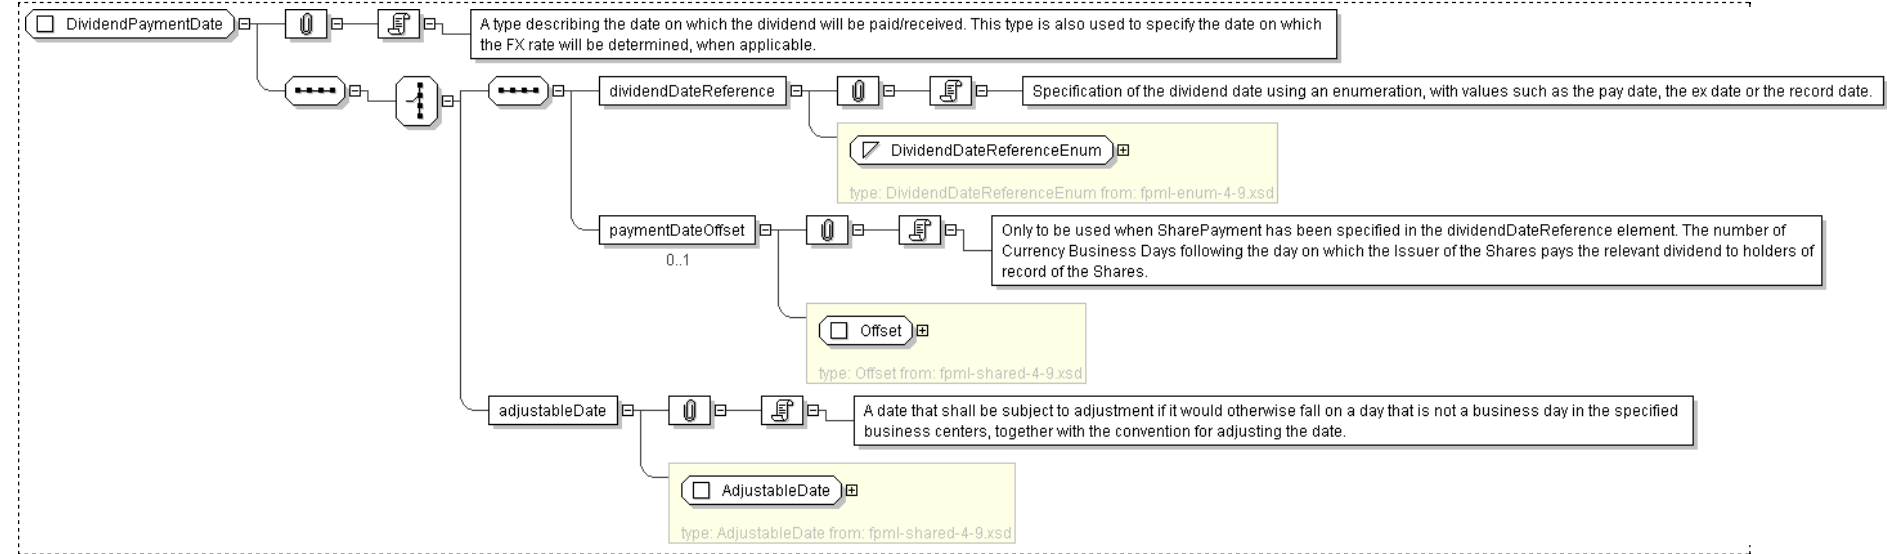 DividendPaymentDate
A type describing the date on which the dividend will be paid/received. This type is also used to specify the date on which
the FX rate will be determined, when applicable.
dividendDateReference
Specification of the dividend date using an enumeration, with values such as the pay date, the ex date or the record date.
DividendDateReferenceEnum
type: DividendDateReferenceEnum from: fpml-enum-4-9.xsd
paymentDateOffset
0..1
Only to be used when SharePayment has been specified in the dividendDateReference element. The number of
Currency Business Days following the day on which the Issuer of the Shares pays the relevant dividend to holders of
record of the Shares.
Offset
type: Offset from: fpml-shared-4-9.xsd
adjustableDate
A date that shall be subject to adjustment if it would otherwise fall on a day that is not a business day in the specified
business centers, together with the convention for adjusting the date.
AdjustableDate
type: AdjustableDate from: fpml-shared-4-9.xsd